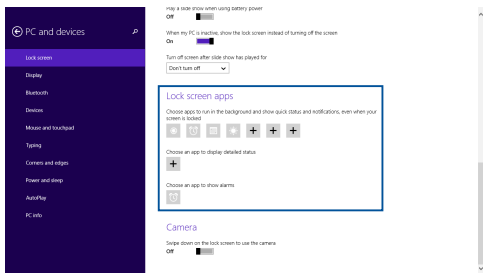 PC and devices
Lock screen
Display
Bluetooth
Devices
Mouse and touchpad
Typing
Corners and edges
Power and sleep
AutoPlay
PC info
Play a slide show when using battery power
Off
When my PC is inactive, show the lock screen instead of turning off the screen
On
Turn off screen after slide show has played for
Don't turn off
Lock screen apps
Choose apps to run in the background and show quick status and notifications, even when your
screen is locked
Choose an app to display detailed status
Choose an app to show alarms
Camera
Swipe down on the lock screen to use the camera
Off